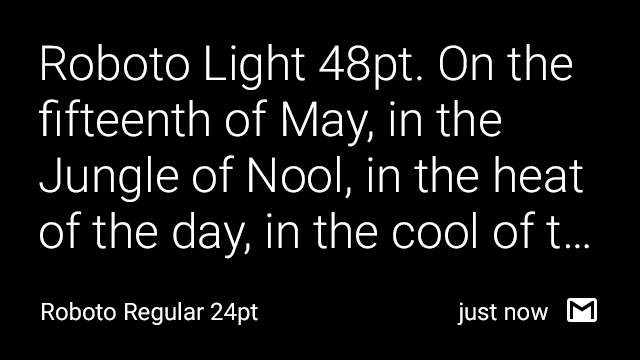 Roboto Light 48pt. On the
fifteenth of May, in the
Jungle of Nool, in the heat
of the day, in the cool of t...
Roboto Regular 24pt
just now